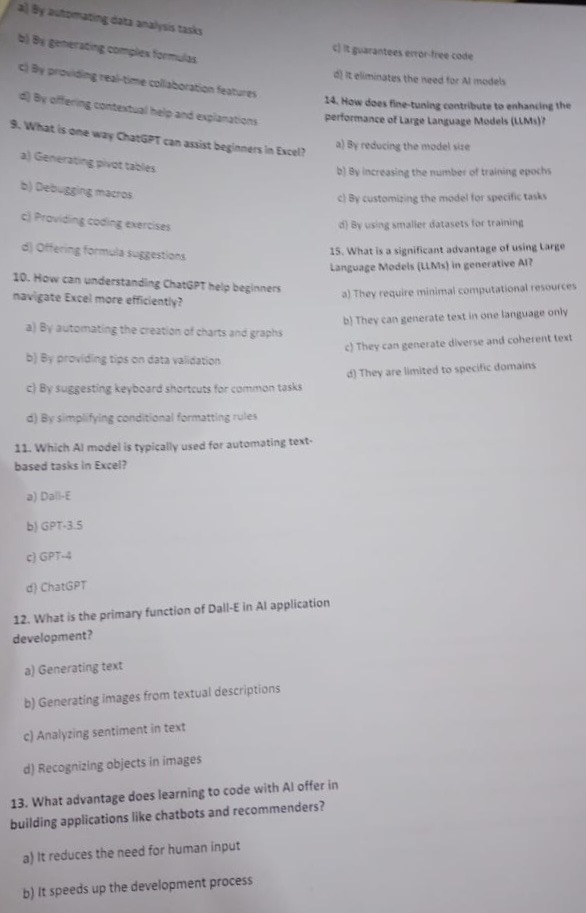 a) By automating data analysis tasks
b) By generating complex formulas
c) By providing real-time collaboration features
d) By offering contextual help and explanations
9. What is one way ChatGPT can assist beginners in Excel?
a) Generating pivot tables
b) Debugging macros
c) Providing coding exercises
d) Offering formula suggestions
10. How can understanding ChatGPT help beginners
navigate Excel more efficiently?
a) By automating the creation of charts and graphs
b) By providing tips on data validation
c) By suggesting keyboard shortcuts for common tasks
d) By simplifying conditional formatting rules
11. Which AI model is typically used for automating text-
based tasks in Excel?
a) Dall-E
b) GPT-3.5
c) GPT-4
d) ChatGPT
12. What is the primary function of Dall-E in AI application
development?
a) Generating text
b) Generating images from textual descriptions
c) Analyzing sentiment in text
d) Recognizing objects in images
13. What advantage does learning to code with AI offer in
building applications like chatbots and recommenders?
a) It reduces the need for human input
b) It speeds up the development process
c) It guarantees error-free code
d) It eliminates the need for AI models
14. How does fine-tuning contribute to enhancing the
performance of Large Language Models (LLMs)?
a) By reducing the model size
b) By increasing the number of training epochs
c) By customizing the model for specific tasks
d) By using smaller datasets for training
15. What is a significant advantage of using Large
Language Models (LLMs) in generative AI?
a) They require minimal computational resources
b) They can generate text in one language only
c) They can generate diverse and coherent text
d) They are limited to specific domains